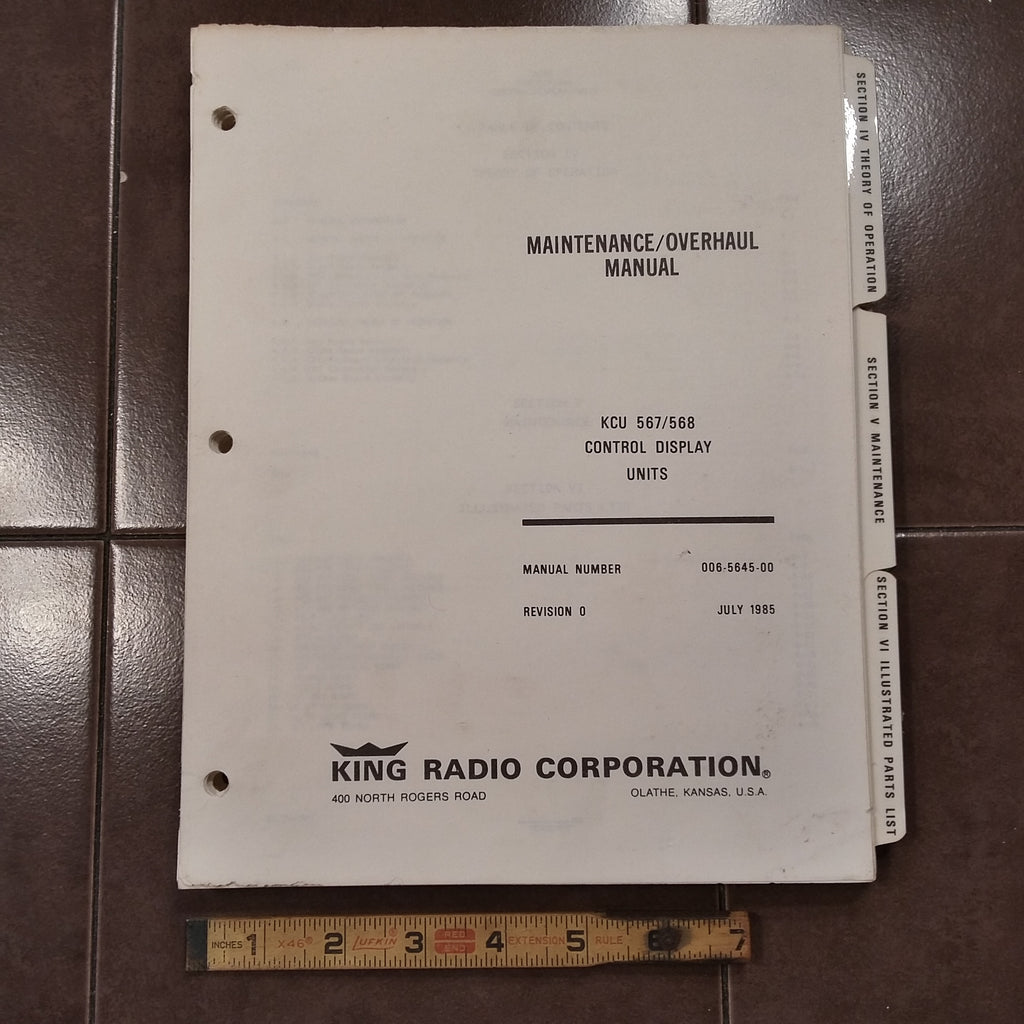 MAINTENANCE/OVERHAUL
MANUAL
KCU 567/568
CONTROL DISPLAY
UNITS
MANUAL NUMBER 006-5645-00
REVISION 0 JULY 1985
KING RADIO CORPORATION®
400 NORTH ROGERS ROAD OLATHE, KANSAS, U.S.A.
SECTION IV THEORY OF OPERATION
SECTION V MAINTENANCE
SECTION VI ILLUSTRATED PARTS LIST
INCHES 1 X46® 2 LUFKIN 3 RED END 4 EXTENSION 5 RULE 6 7